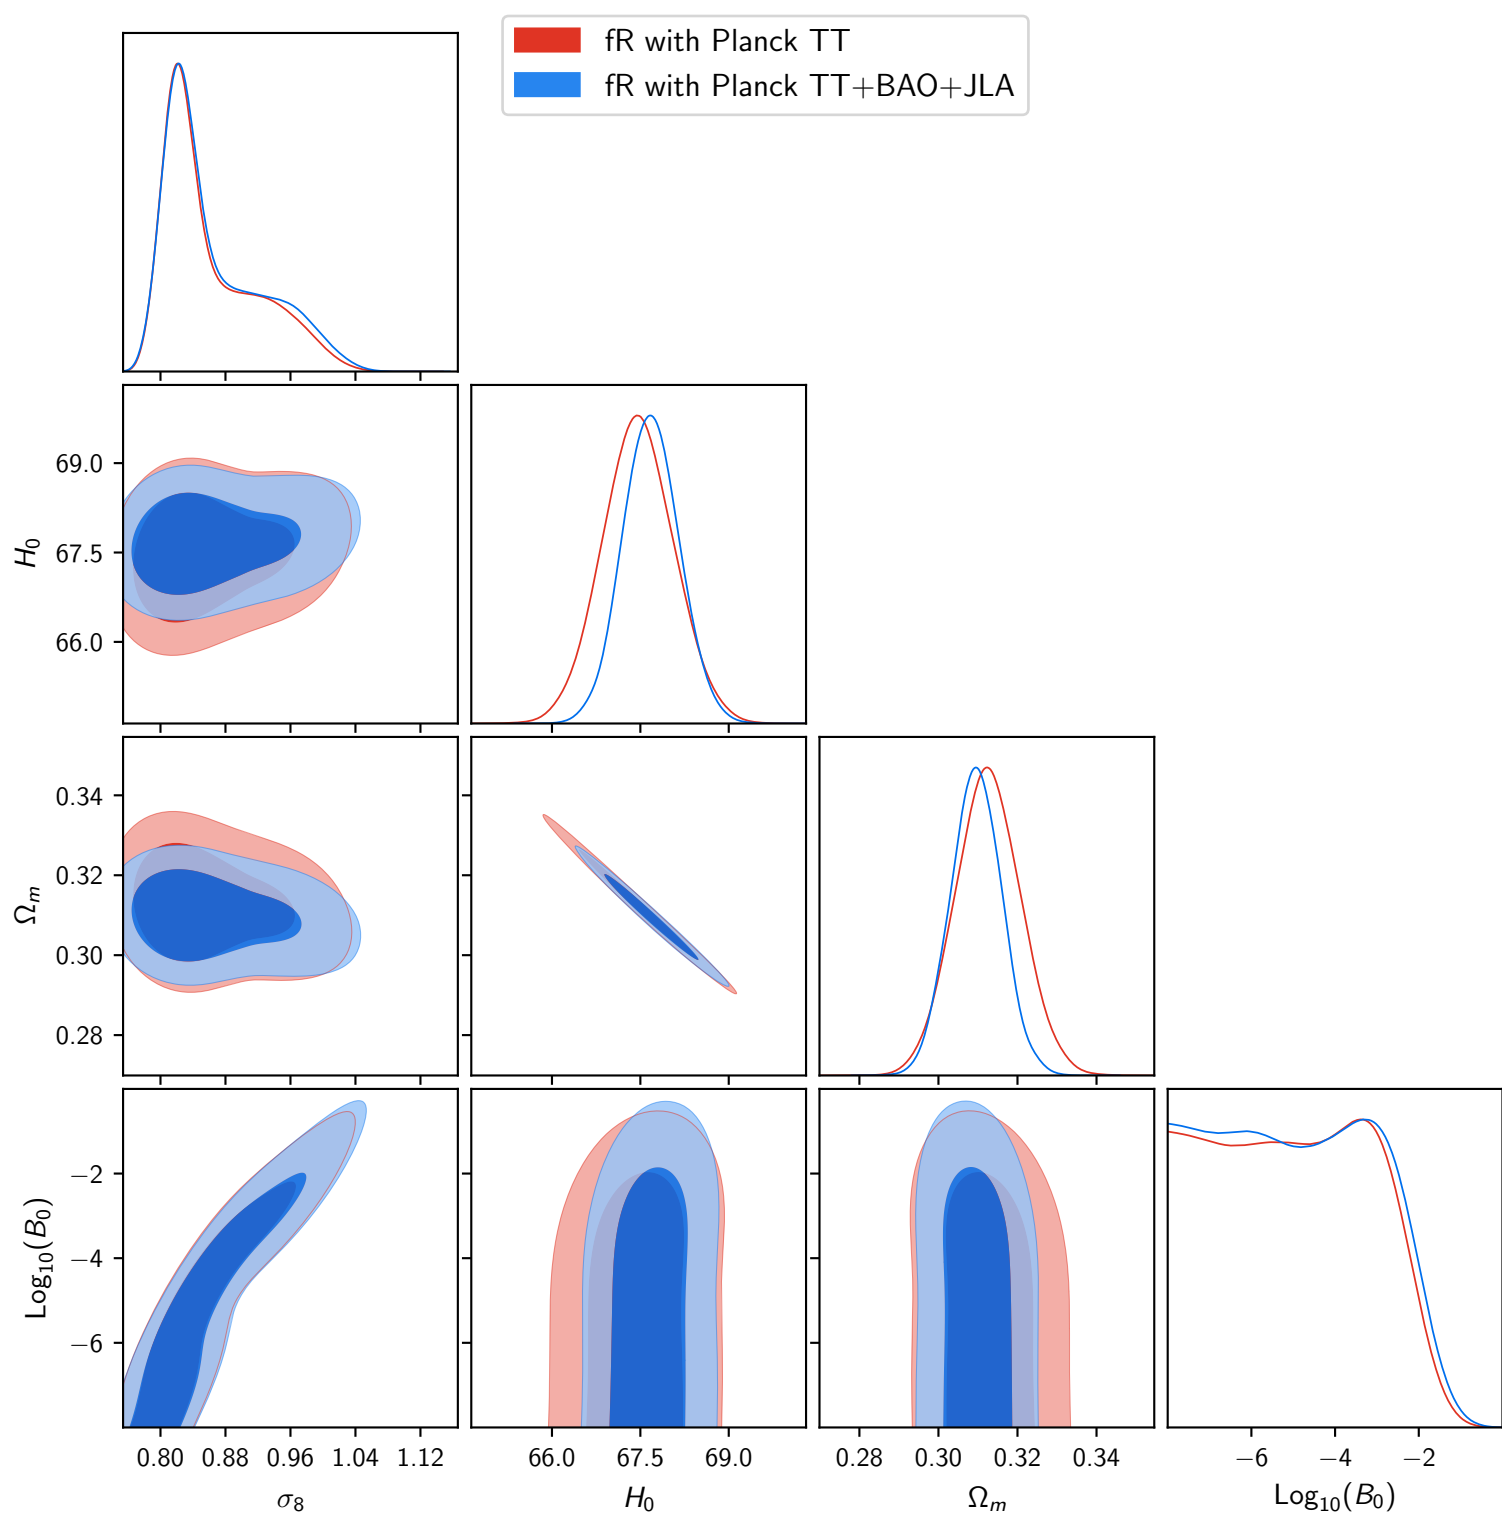 fR with Planck TT
fR with Planck TT+BAO+JLA
69.0
67.5
66.0
H₀
0.34
0.32
0.30
0.28
Ωₘ
−2
−4
−6
Log₁₀(B₀)
0.80 0.88 0.96 1.04 1.12
66.0 67.5 69.0
0.28 0.30 0.32 0.34
−6 −4 −2
σ₈
H₀
Ωₘ
Log₁₀(B₀)